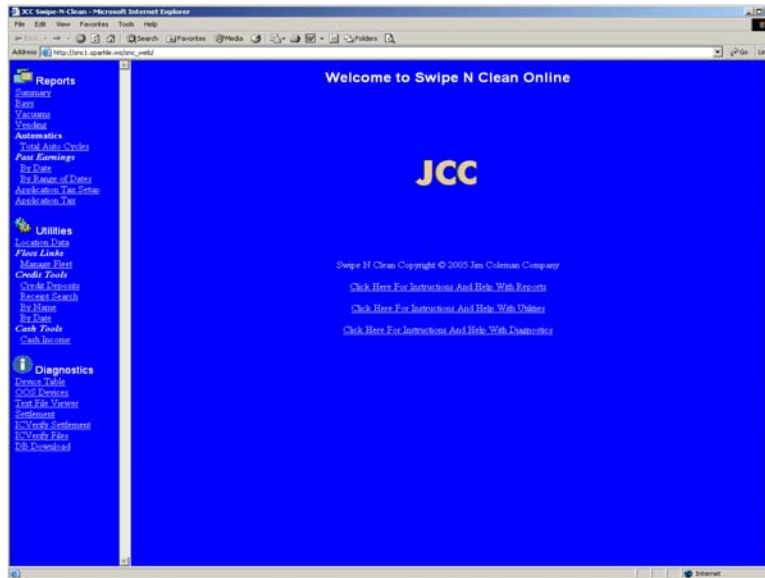 JCC Swipe-N-Clean - Microsoft Internet Explorer
File Edit View Favorites Tools Help
Search Favorites Media Folders
Address http://snc1.sparkle.ws/snc_web/ Go
Reports
Summary
Bays
Vacuums
Vending
Automatics
Total Auto Cycles
Past Earnings
By Date
By Range of Dates
Application Tax Setup
Application Tax
Utilities
Location Data
Fleet Links
Manage Fleet
Credit Tools
Credit Deposits
Receipt Search
By Name
By Date
Cash Tools
Cash Income
Diagnostics
Device Table
OOS Devices
Text File Viewer
Settlement
ICVerify Settlement
ICVerify Files
DB Download
Welcome to Swipe N Clean Online
JCC
Swipe N Clean Copyright © 2005 Jim Coleman Company
Click Here For Instructions And Help With Reports
Click Here For Instructions And Help With Utilities
Click Here For Instructions And Help With Diagnostics
Internet